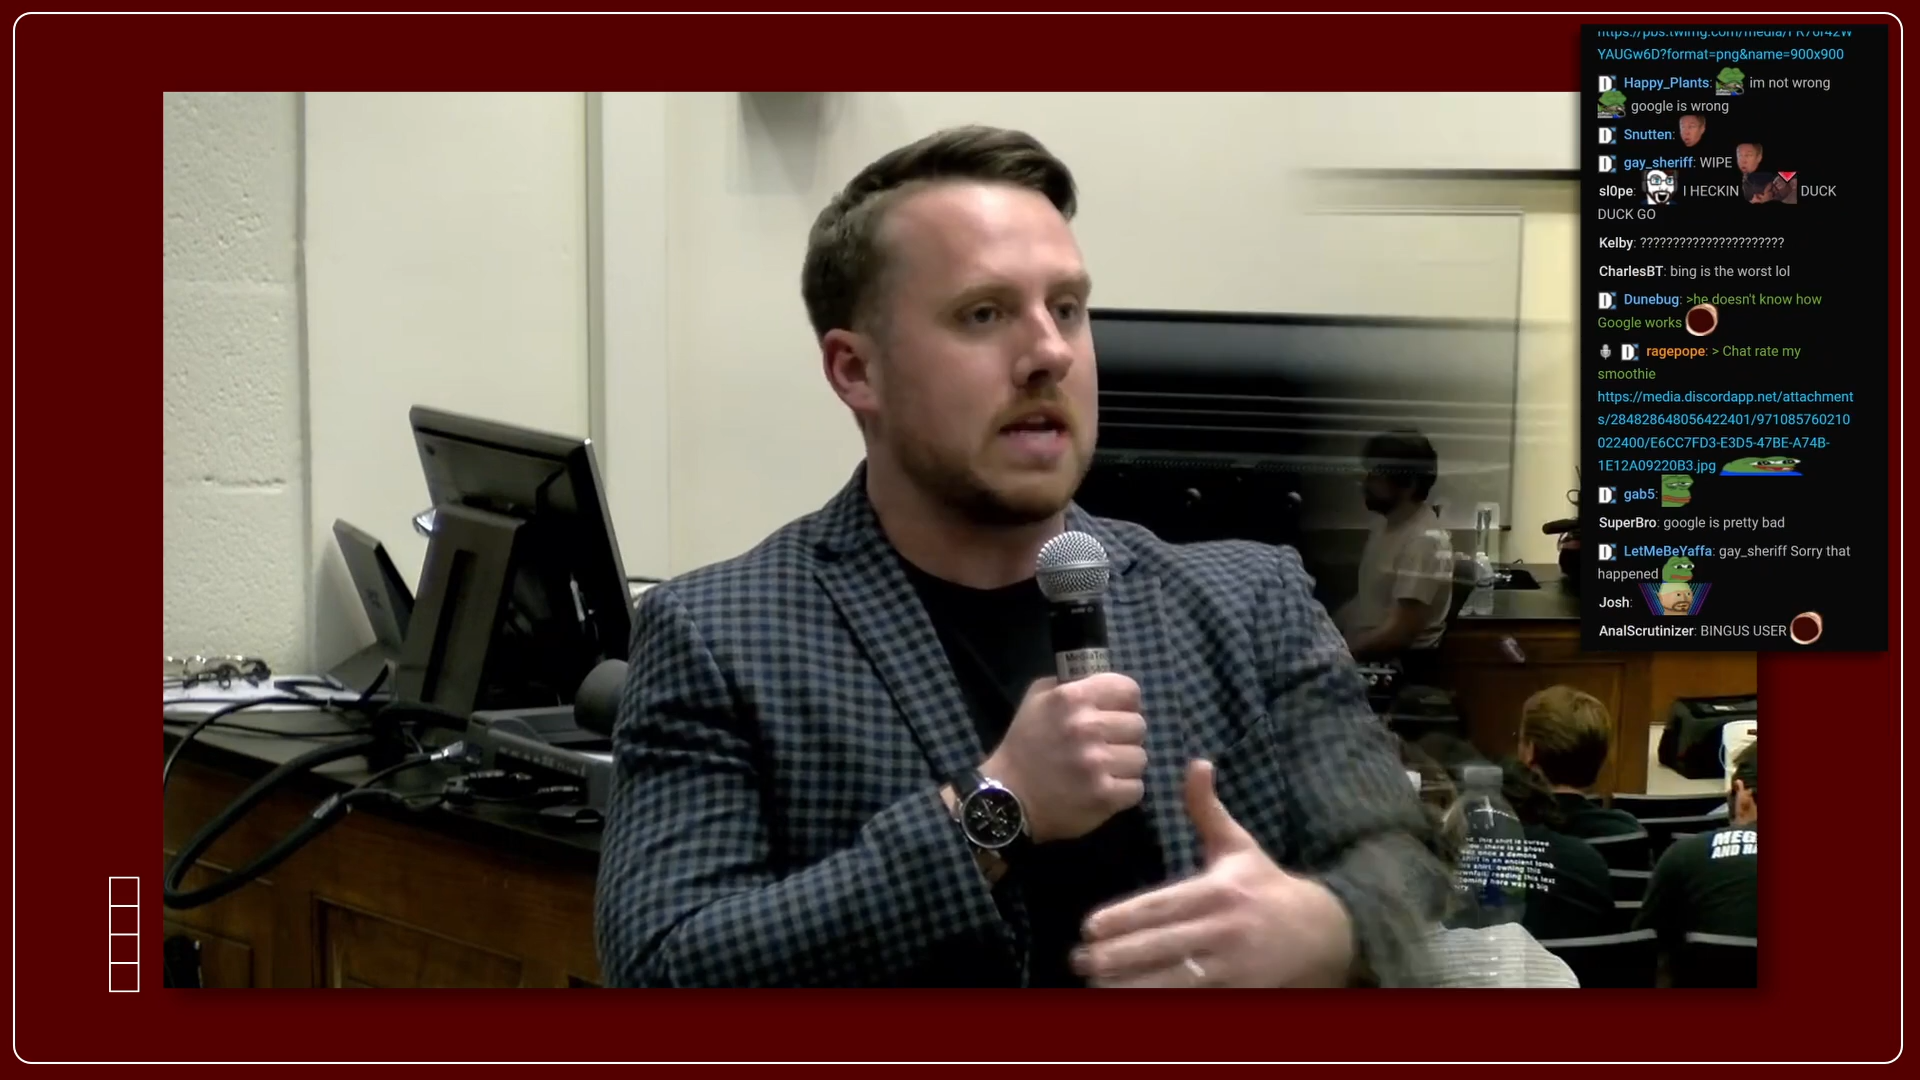 YAUGw6D?format=png&name=900x900
Happy_Plants: im not wrong
google is wrong
Snutten:
gay_sheriff: WIPE
sl0pe: I HECKIN DUCK
DUCK GO
Kelby: ??????????????????????
CharlesBT: bing is the worst lol
Dunebug: >he doesn't know how
Google works
ragepope: > Chat rate my
smoothie
https://media.discordapp.net/attachment
s/284828648056422401/971085760210
022400/E6CC7FD3-E3D5-47BE-A74B-
1E12A09220B3.jpg
gab5:
SuperBro: google is pretty bad
LetMeBeYaffa: gay_sheriff Sorry that
happened
Josh:
AnalScrutinizer: BINGUS USER
MEG
AND